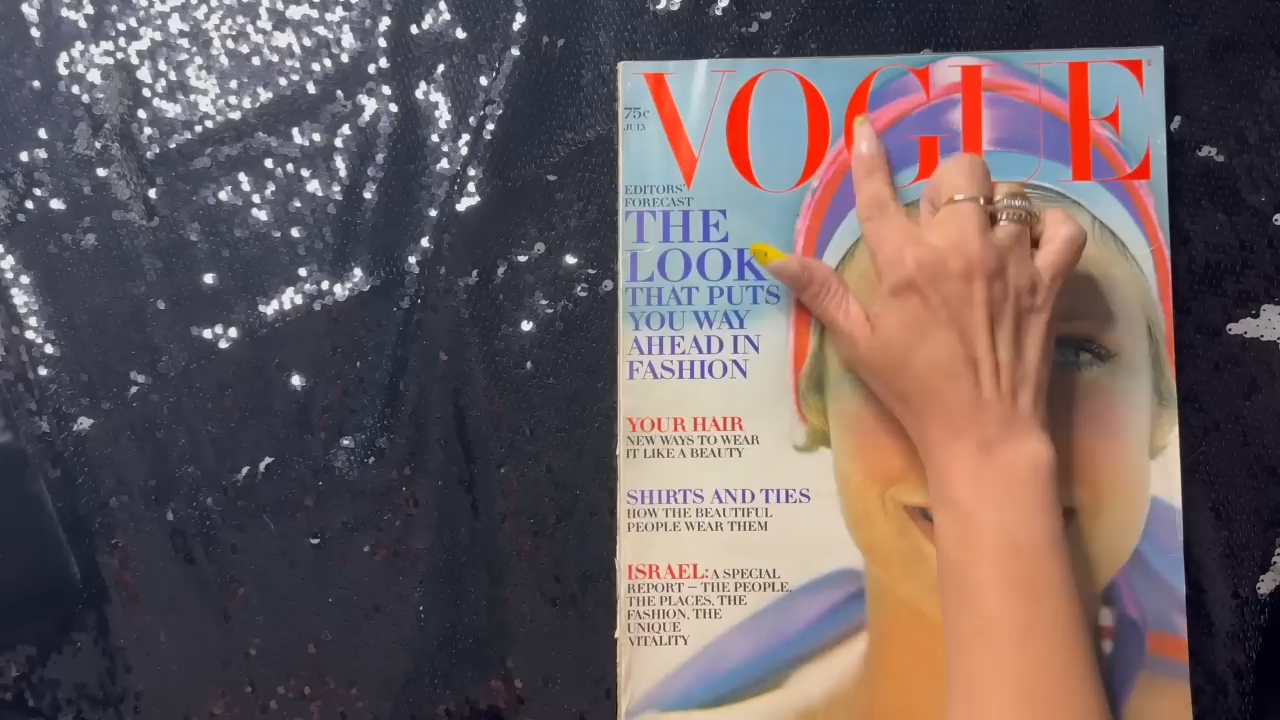 VOGUE
75¢
JULY
EDITORS'
FORECAST
THE
LOOK
THAT PUTS
YOU WAY
AHEAD IN
FASHION
YOUR HAIR
NEW WAYS TO WEAR
IT LIKE A BEAUTY
SHIRTS AND TIES
HOW THE BEAUTIFUL
PEOPLE WEAR THEM
ISRAEL: A SPECIAL
REPORT – THE PEOPLE,
THE PLACES, THE
FASHION, THE
UNIQUE
VITALITY